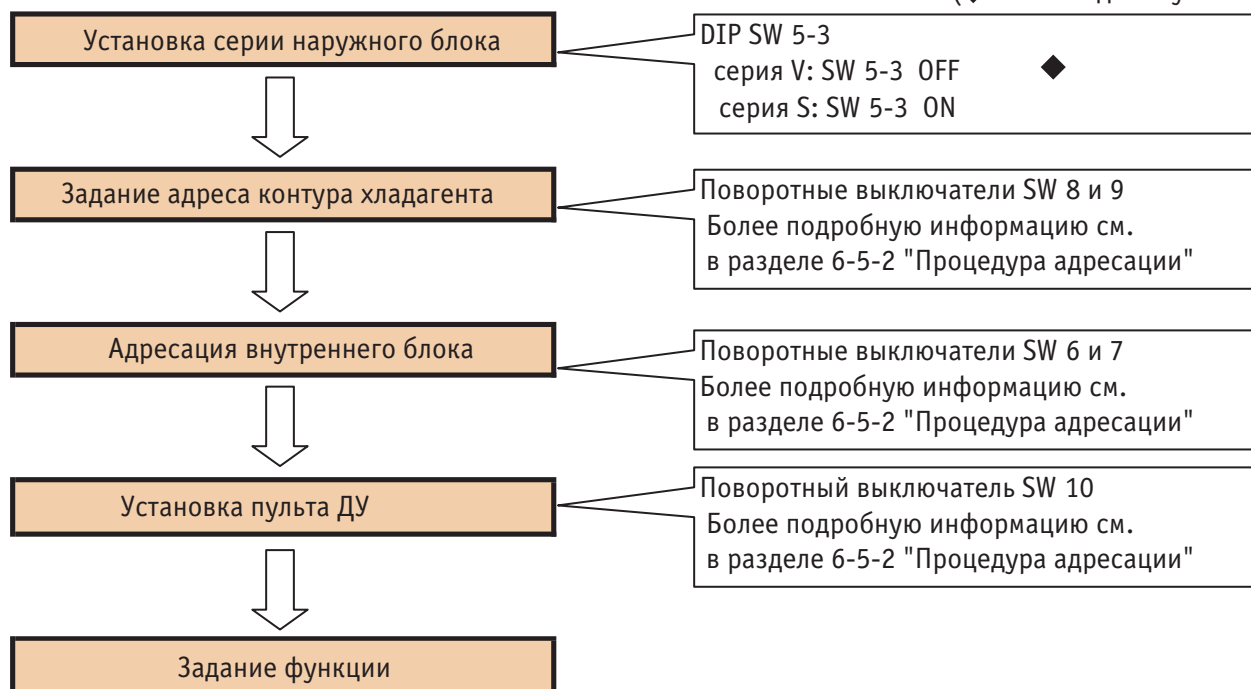 Установка серии наружного блока
DIP SW 5-3
серия V: SW 5-3 OFF ◆
серия S: SW 5-3 ON
Задание адреса контура хладагента
Поворотные выключатели SW 8 и 9
Более подробную информацию см.
в разделе 6-5-2 "Процедура адресации"
Адресация внутреннего блока
Поворотные выключатели SW 6 и 7
Более подробную информацию см.
в разделе 6-5-2 "Процедура адресации"
Установка пульта ДУ
Поворотный выключатель SW 10
Более подробную информацию см.
в разделе 6-5-2 "Процедура адресации"
Задание функции